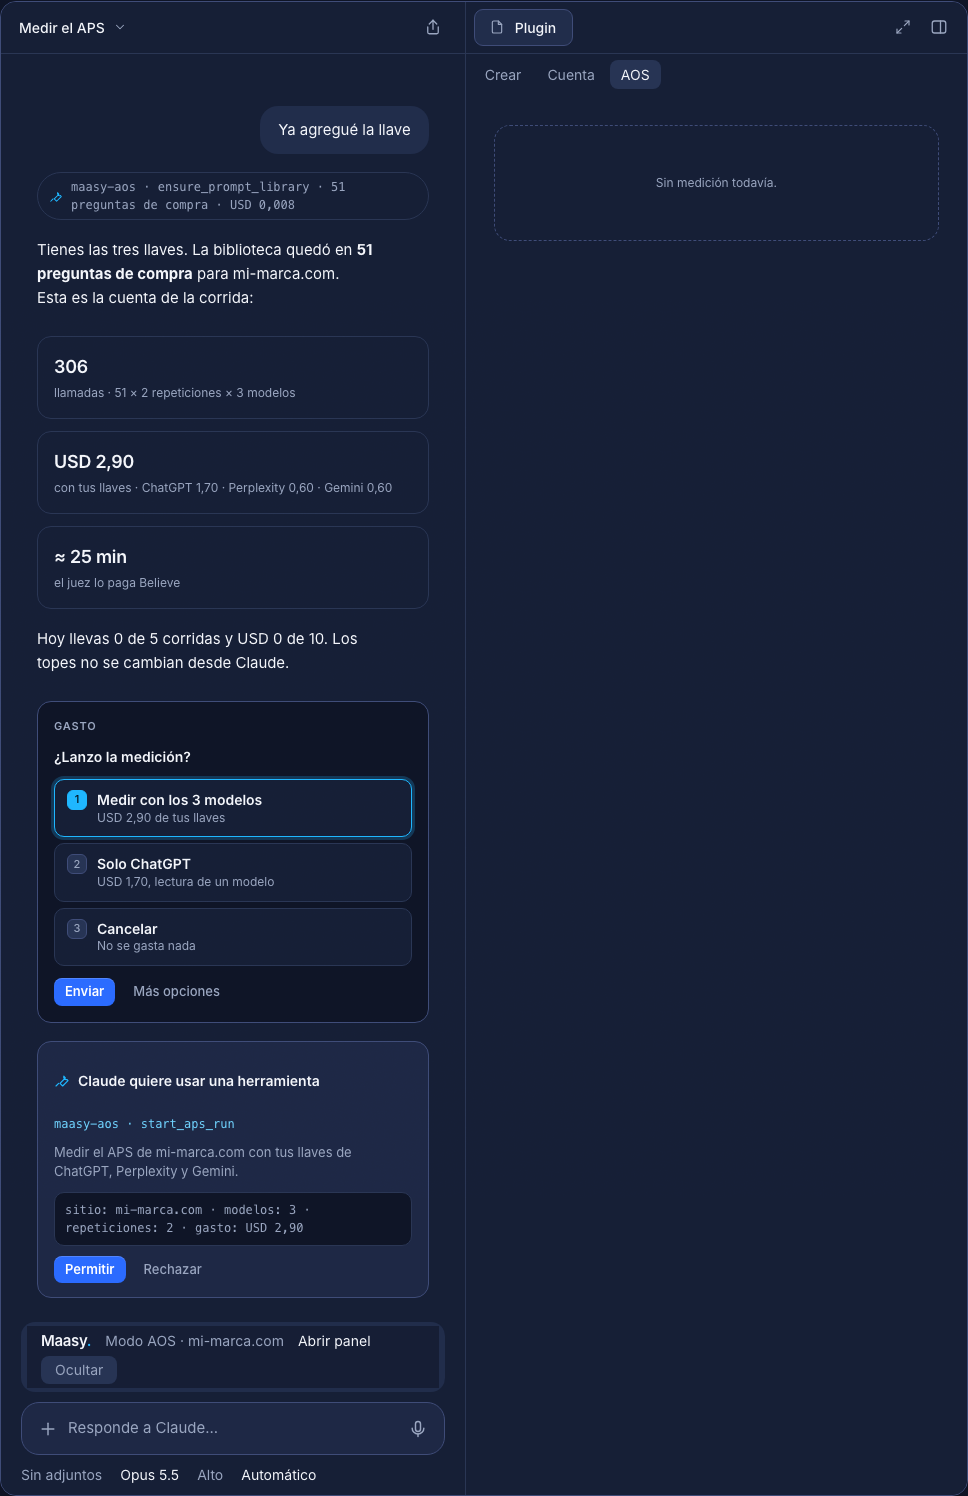 Medir el APS
Plugin
Crear
Cuenta
AOS
Ya agregué la llave
maasy-aos · ensure_prompt_library · 51
preguntas de compra · USD 0,008
Tienes las tres llaves. La biblioteca quedó en 51
preguntas de compra para mi-marca.com.
Esta es la cuenta de la corrida:
306
llamadas · 51 × 2 repeticiones × 3 modelos
USD 2,90
con tus llaves · ChatGPT 1,70 · Perplexity 0,60 · Gemini 0,60
≈ 25 min
el juez lo paga Believe
Hoy llevas 0 de 5 corridas y USD 0 de 10. Los
topes no se cambian desde Claude.
GASTO
¿Lanzo la medición?
1
Medir con los 3 modelos
USD 2,90 de tus llaves
2
Solo ChatGPT
USD 1,70, lectura de un modelo
3
Cancelar
No se gasta nada
Enviar
Más opciones
Claude quiere usar una herramienta
maasy-aos · start_aps_run
Medir el APS de mi-marca.com con tus llaves de
ChatGPT, Perplexity y Gemini.
sitio: mi-marca.com · modelos: 3 ·
repeticiones: 2 · gasto: USD 2,90
Permitir
Rechazar
Maasy. Modo AOS · mi-marca.com Abrir panel
Ocultar
Responde a Claude...
Sin adjuntos Opus 5.5 Alto Automático
Sin medición todavía.